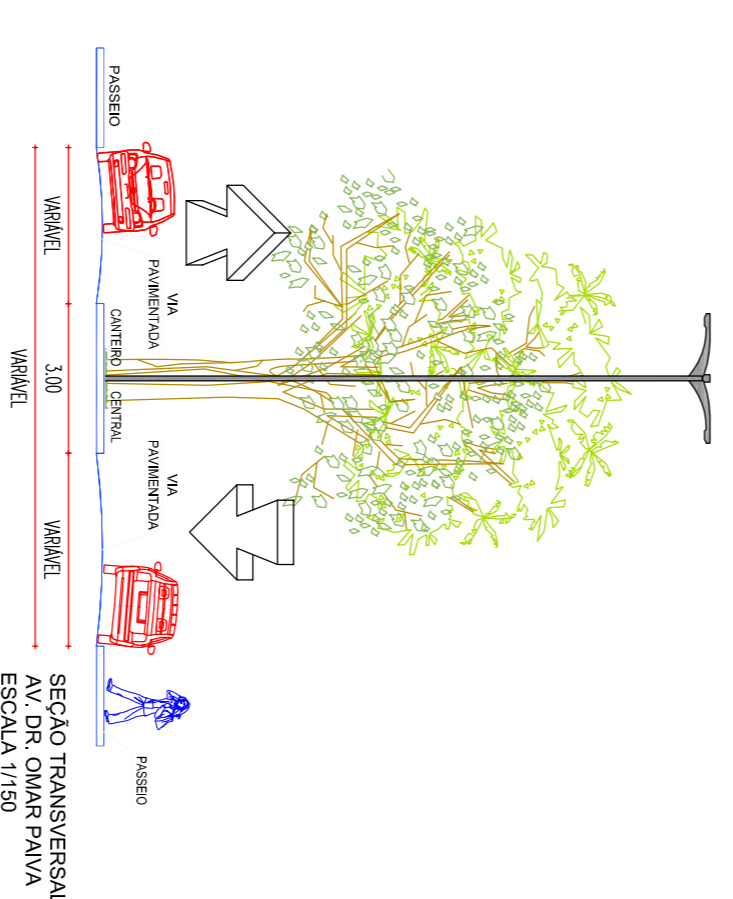 PASSEIO
VIA
PAVIMENTADA
CANTEIRO
CENTRAL
VIA
PAVIMENTADA
PASSEIO
VARIÁVEL
3.00
VARIÁVEL
VARIÁVEL
SEÇÃO TRANSVERSAL
AV. DR. OMAR PAIVA
ESCALA 1/150